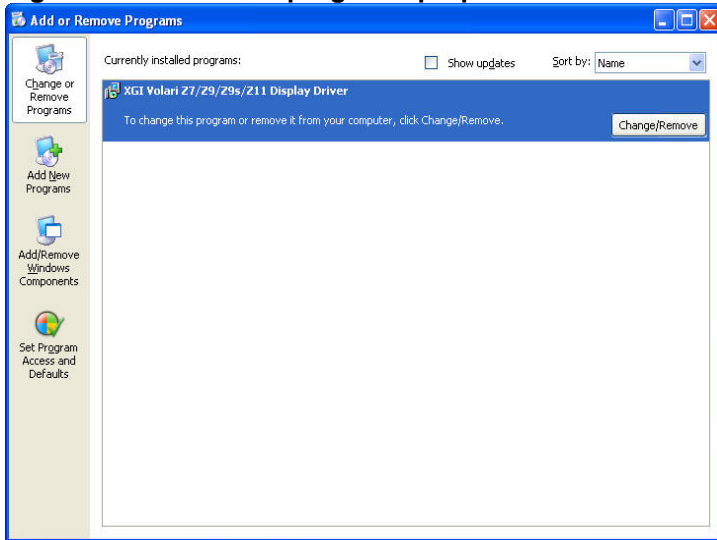 Add or Remove Programs
Change or
Remove
Programs
Currently installed programs:
Show updates
Sort by:
Name
XGI Volari Z7/Z9/Z9s/Z11 Display Driver
To change this program or remove it from your computer, click Change/Remove.
Change/Remove
Add New
Programs
Add/Remove
Windows
Components
Set Program
Access and
Defaults